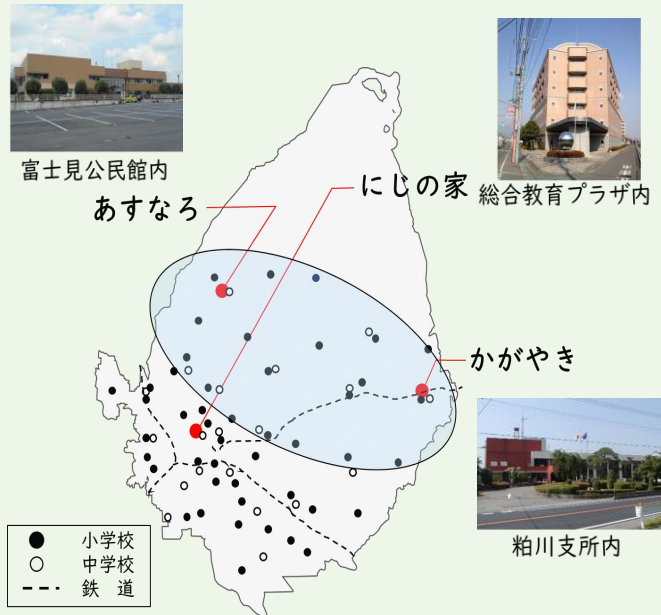 富士見公民館内
総合教育プラザ内
にじの家
あすなろ
かがやき
粕川支所内
小学校
中学校
鉄 道